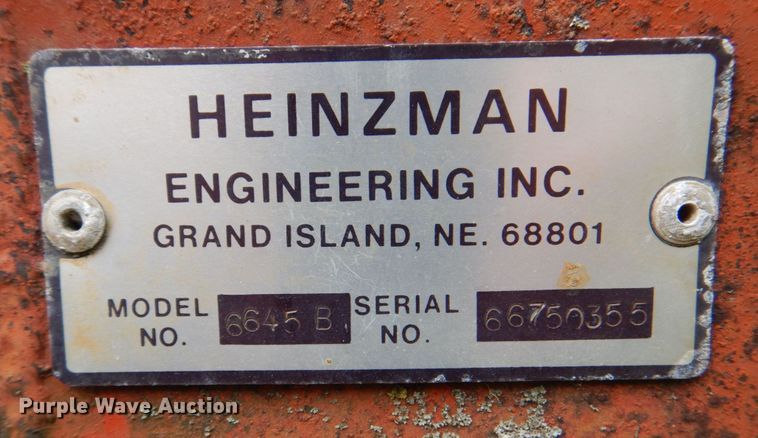 HEINZMAN
ENGINEERING INC.
GRAND ISLAND, NE. 68801
MODEL NO. 6645 B SERIAL NO. 66750355
Purple Wave Auction